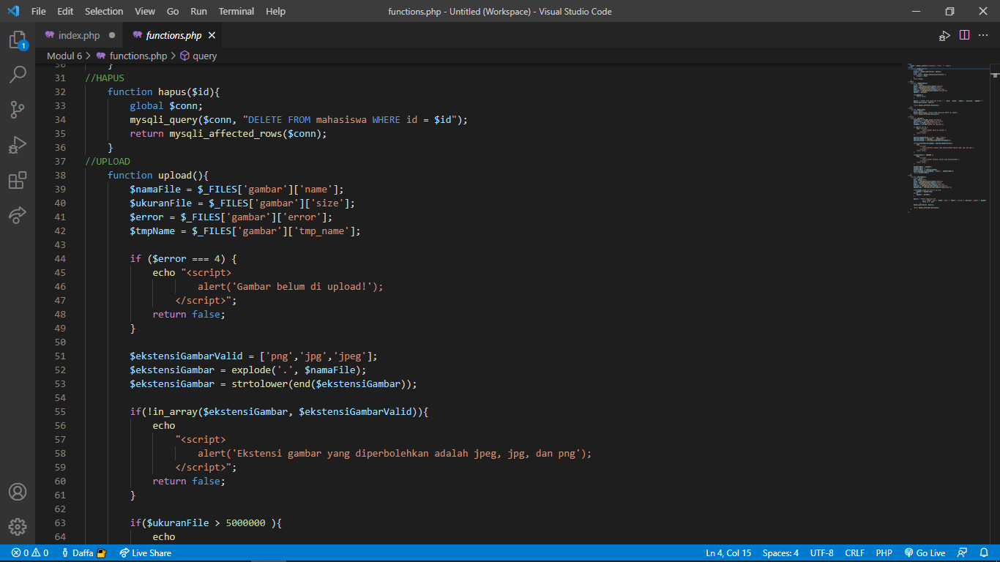 File Edit Selection View Go Run Terminal Help functions.php - Untitled (Workspace) - Visual Studio Code
index.php functions.php
Modul 6 > functions.php > query
30 }
31 //HAPUS
32 function hapus($id){
33 global $conn;
34 mysqli_query($conn, "DELETE FROM mahasiswa WHERE id = $id");
35 return mysqli_affected_rows($conn);
36 }
37 //UPLOAD
38 function upload(){
39 $namaFile = $_FILES['gambar']['name'];
40 $ukuranFile = $_FILES['gambar']['size'];
41 $error = $_FILES['gambar']['error'];
42 $tmpName = $_FILES['gambar']['tmp_name'];
43
44 if ($error === 4) {
45 echo "<script>
46 alert('Gambar belum di upload!');
47 </script>";
48 return false;
49 }
50
51 $ekstensiGambarValid = ['png','jpg','jpeg'];
52 $ekstensiGambar = explode('.', $namaFile);
53 $ekstensiGambar = strtolower(end($ekstensiGambar));
54
55 if(!in_array($ekstensiGambar, $ekstensiGambarValid)){
56 echo
57 "<script>
58 alert('Ekstensi gambar yang diperbolehkan adalah jpeg, jpg, dan png');
59 </script>";
60 return false;
61 }
62
63 if($ukuranFile > 5000000 ){
64 echo
1
0 0 Daffa Live Share Ln 4, Col 15 Spaces: 4 UTF-8 CRLF PHP Go Live